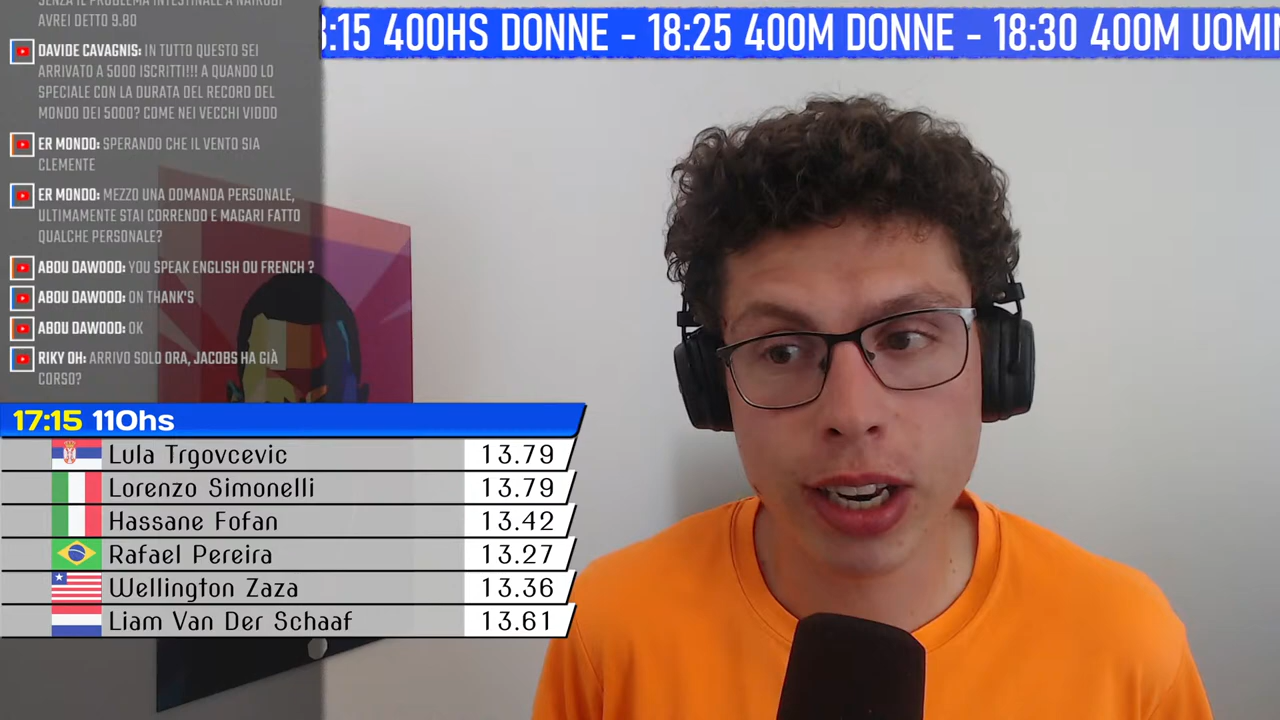 SENZA IL PROBLEMA INTESTINALE A NAIROBI
AVREI DETTO 9.80
DAVIDE CAVAGNIS: IN TUTTO QUESTO SEI
ARRIVATO A 5000 ISCRITTI!!! A QUANDO LO
SPECIALE CON LA DURATA DEL RECORD DEL
MONDO DEI 5000? COME NEI VECCHI VIDDO
ER MONDO: SPERANDO CHE IL VENTO SIA
CLEMENTE
ER MONDO: MEZZO UNA DOMANDA PERSONALE,
ULTIMAMENTE STAI CORRENDO E MAGARI FATTO
QUALCHE PERSONALE?
ABOU DAWOOD: YOU SPEAK ENGLISH OU FRENCH ?
ABOU DAWOOD: ON THANK'S
ABOU DAWOOD: OK
RIKY OH: ARRIVO SOLO ORA, JACOBS HA GIÀ
CORSO?
:15 400HS DONNE - 18:25 400M DONNE - 18:30 400M UOMIN
17:15 110hs
Lula Trgovcevic 13.79
Lorenzo Simonelli 13.79
Hassane Fofan 13.42
Rafael Pereira 13.27
Wellington Zaza 13.36
Liam Van Der Schaaf 13.61